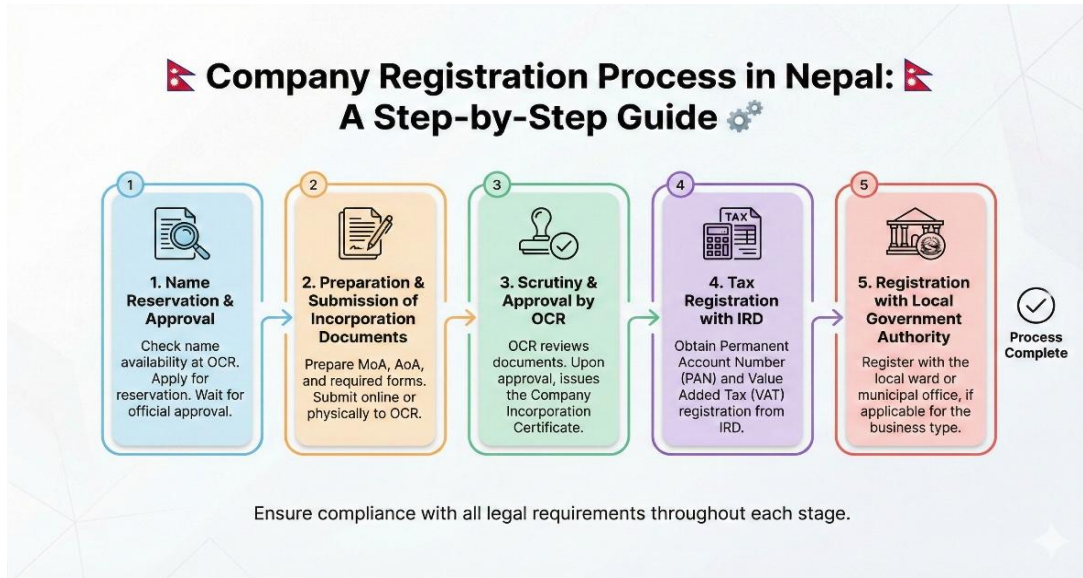 Company Registration Process in Nepal:
A Step-by-Step Guide
1
2
3
4
5
TAX
1. Name
Reservation &
Approval
Check name
availability at OCR.
Apply for
reservation. Wait for
official approval.
2. Preparation &
Submission of
Incorporation
Documents
Prepare MoA, AoA,
and required forms.
Submit online or
physically to OCR.
3. Scrutiny &
Approval by
OCR
OCR reviews
documents. Upon
approval, issues
the Company
Incorporation
Certificate.
4. Tax
Registration
with IRD
Obtain Permanent
Account Number
(PAN) and Value
Added Tax (VAT)
registration from
IRD.
5. Registration
with Local
Government
Authority
Register with the
local ward or
municipal office, if
applicable for the
business type.
Process
Complete
Ensure compliance with all legal requirements throughout each stage.